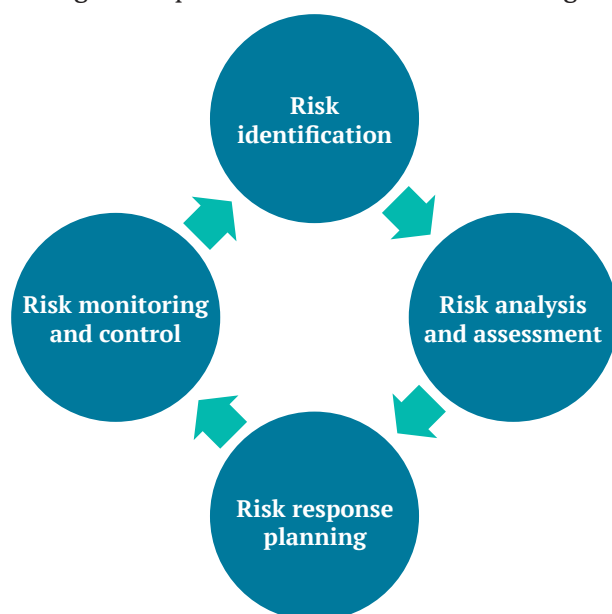 Risk
identification
Risk analysis
and assessment
Risk response
planning
Risk monitoring
and control